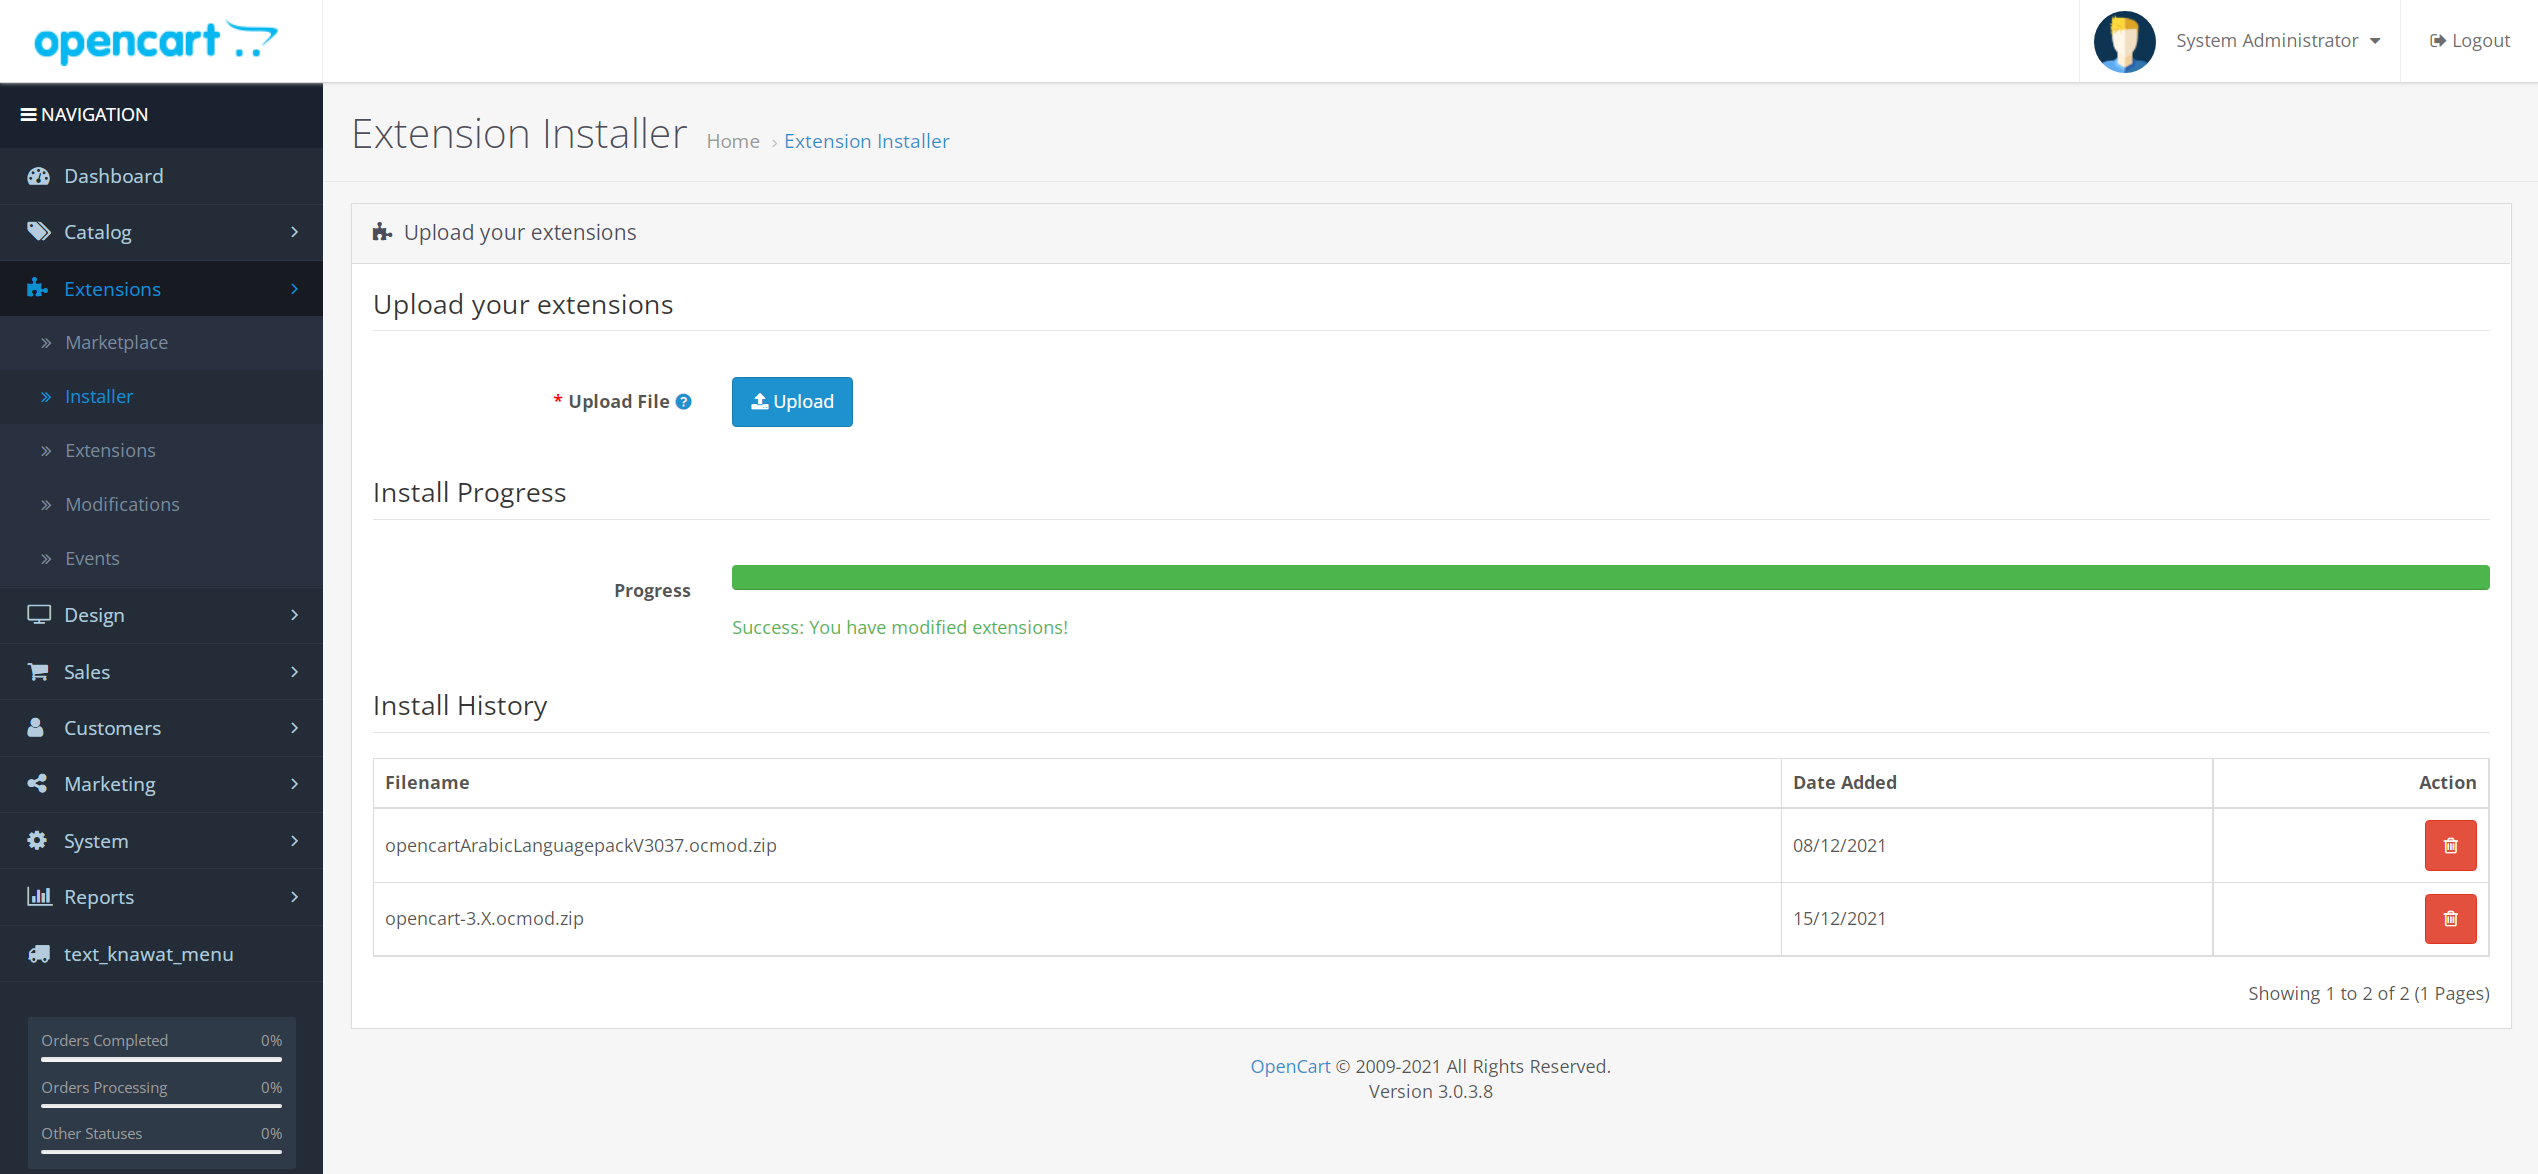 opencart
System Administrator
Logout
NAVIGATION
Dashboard
Catalog
Extensions
Marketplace
Installer
Extensions
Modifications
Events
Design
Sales
Customers
Marketing
System
Reports
text_knawat_menu
Orders Completed 0%
Orders Processing 0%
Other Statuses 0%
Extension Installer
Home › Extension Installer
Upload your extensions
Upload your extensions
* Upload File ?
Upload
Install Progress
Progress
Success: You have modified extensions!
Install History
Filename Date Added Action
opencartArabicLanguagepackV3037.ocmod.zip 08/12/2021
opencart-3.X.ocmod.zip 15/12/2021
Showing 1 to 2 of 2 (1 Pages)
OpenCart © 2009-2021 All Rights Reserved.
Version 3.0.3.8